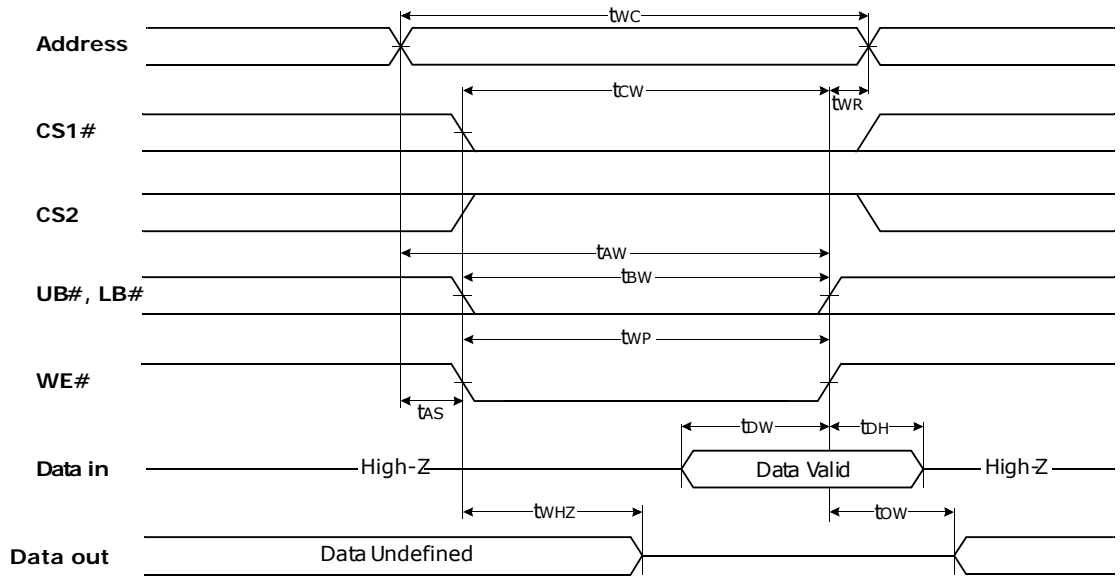 tWC
Address
tCW
tWR
CS1#
CS2
tAW
tBW
UB#, LB#
tWP
WE#
tAS
tDW
tDH
Data in
High-Z
Data Valid
High-Z
tWHZ
tOW
Data out
Data Undefined